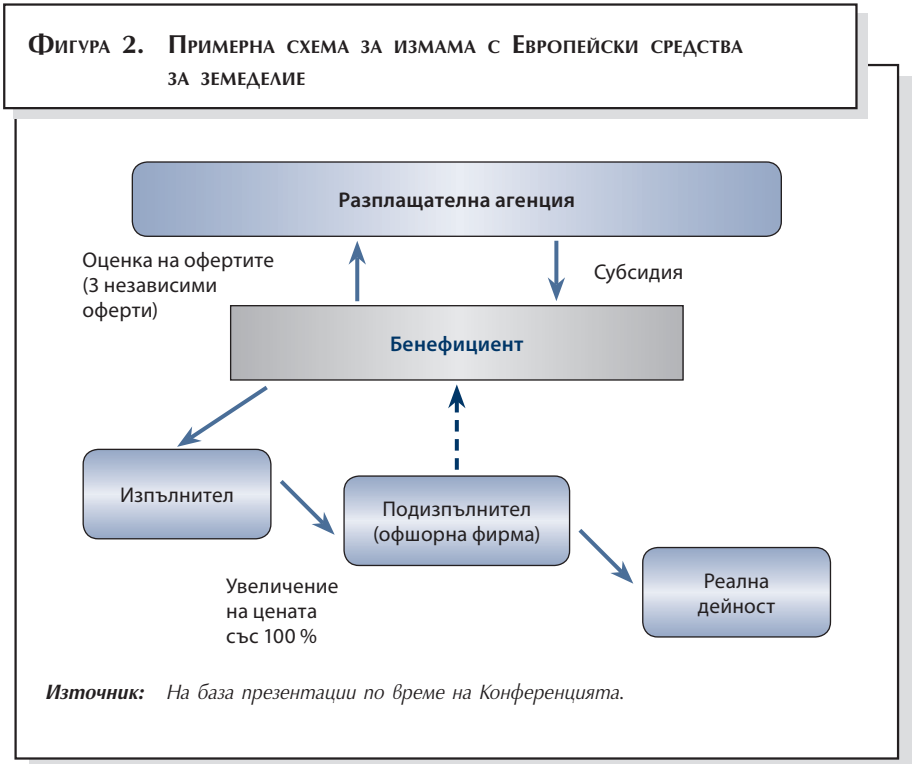 Фигура 2. Примерна схема за измама с Европейски средства
за земеделие
Разплащателна агенция
Оценка на офертите
(3 независими
оферти)
Субсидия
Бенефициент
Изпълнител
Подизпълнител
(офшорна фирма)
Увеличение
на цената
със 100 %
Реална
дейност
Източник: На база презентации по време на Конференцията.